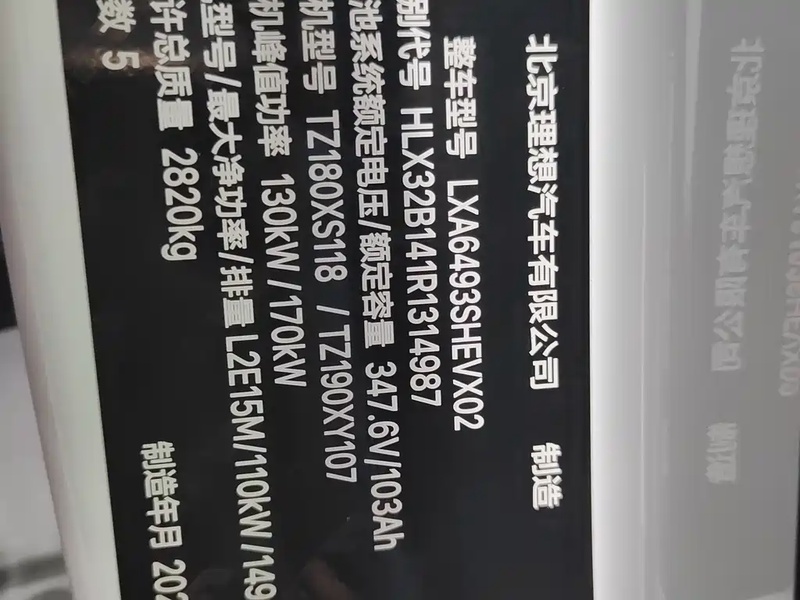 北京理想汽车有限公司 制造
整车型号 LXA6493SHEVX02
别代号 HLX32B141R1314987
池系统额定电压/额定容量 347.6V/103Ah
机型号 TZ180XS118 / TZ190XY107
机峰值功率 130kW/170kW
型号/最大净功率/排量 L2E15M/110kW/149
许总质量 2820kg
数 5 制造年月 202